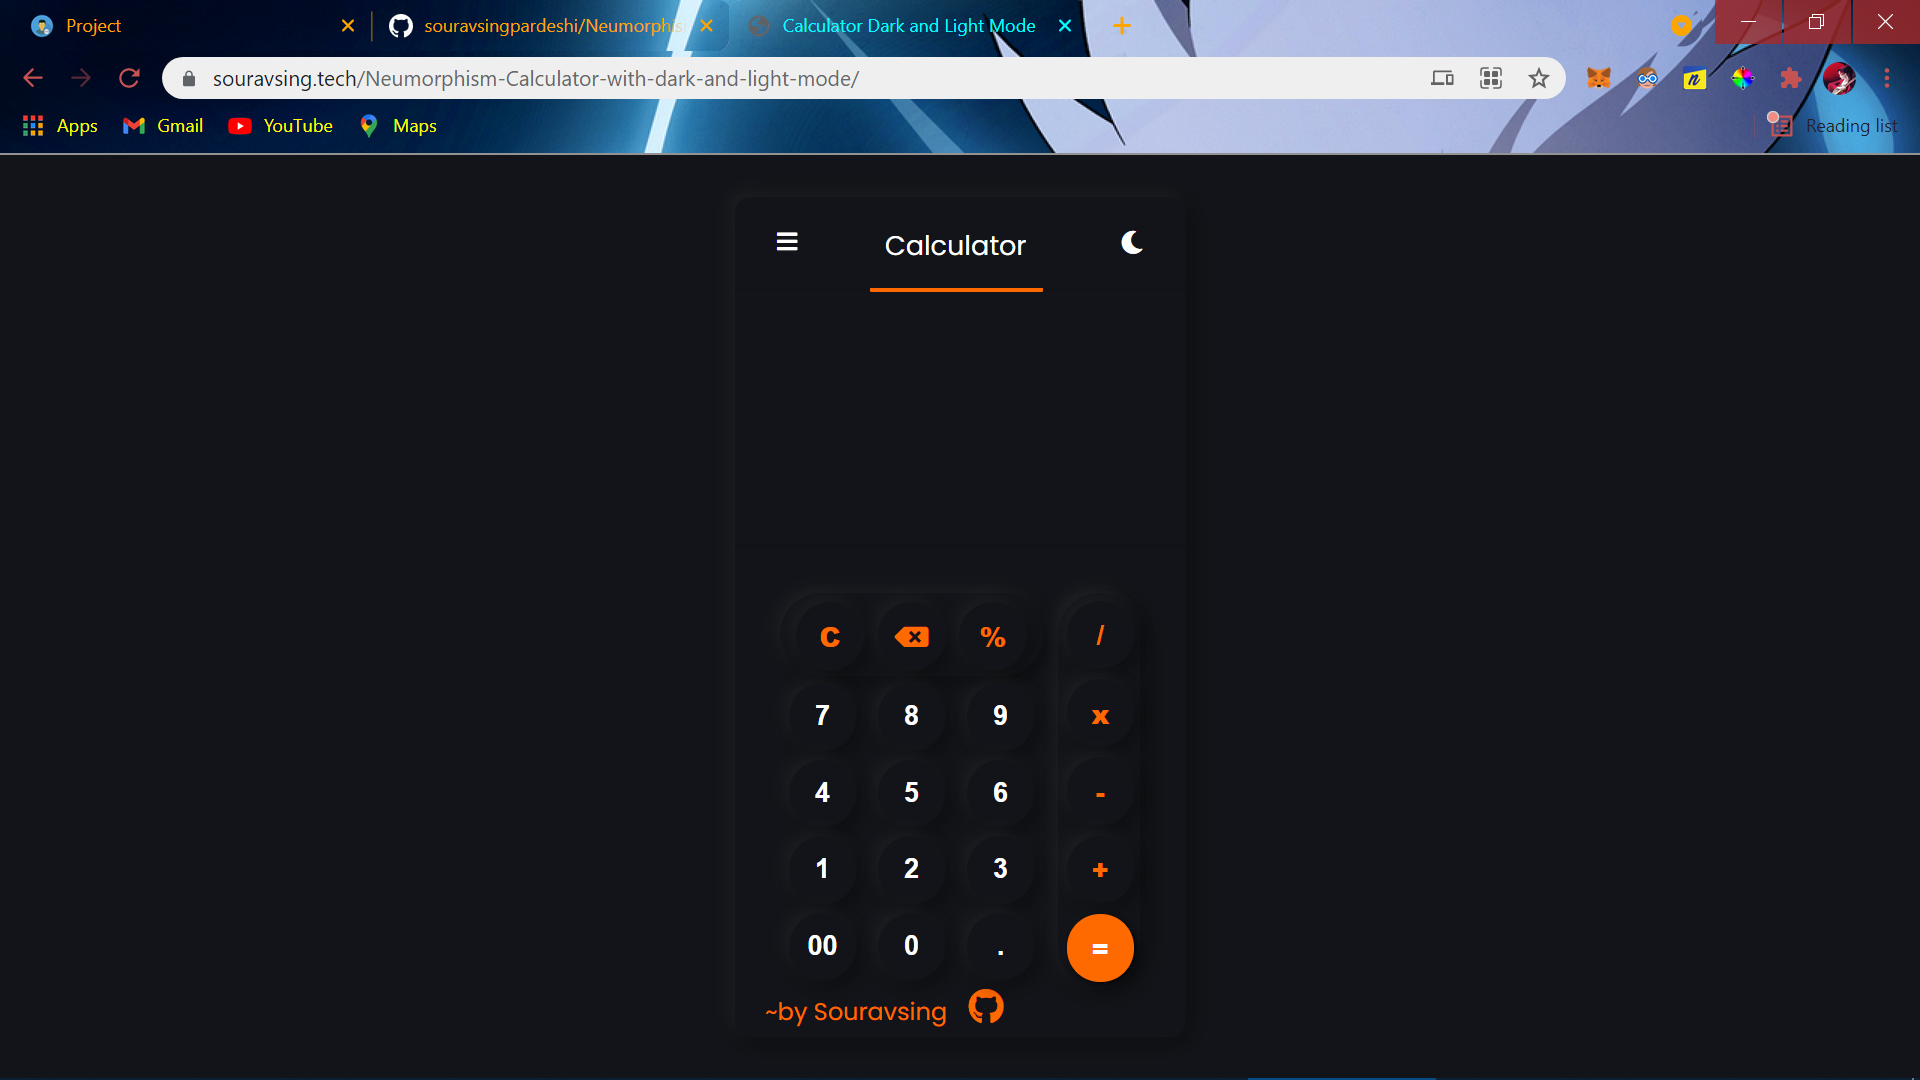 Project
souravsingpardeshi/Neumorphis
Calculator Dark and Light Mode
souravsing.tech/Neumorphism-Calculator-with-dark-and-light-mode/
n
Apps
Gmail
YouTube
Maps
Reading list
Calculator
C % /
7 8 9 x
4 5 6 -
1 2 3 +
00 0 . =
~by Souravsing